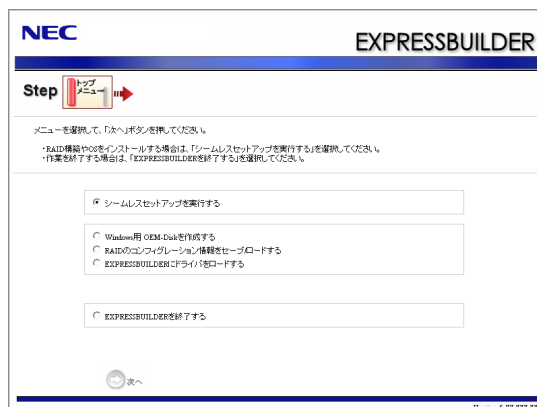 NEC
EXPRESSBUILDER
Step
トップ
メニュー
メニューを選択して、「次へ」ボタンを押してください。
・RAID構築やOSをインストールする場合は、「シームレスセットアップを実行する」を選択してください。
・作業を終了する場合は、「EXPRESSBUILDERを終了する」を選択してください。
シームレスセットアップを実行する
Windows用 OEM-Diskを作成する
RAIDのコンフィグレーション情報をセーブ/ロードする
EXPRESSBUILDERにドライバをロードする
EXPRESSBUILDERを終了する
次へ